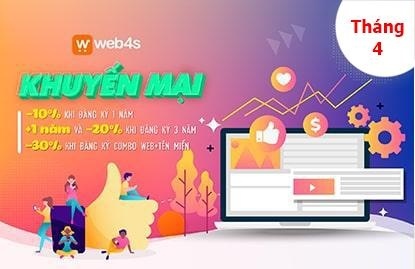 web4s
Tháng
4
KHUYẾN MẠI
-10% KHI ĐĂNG KÝ 1 NĂM
+1 năm VÀ -20% KHI ĐĂNG KÝ 3 NĂM
-30% KHI ĐĂNG KÝ COMBO WEB+TÊN MIỀN